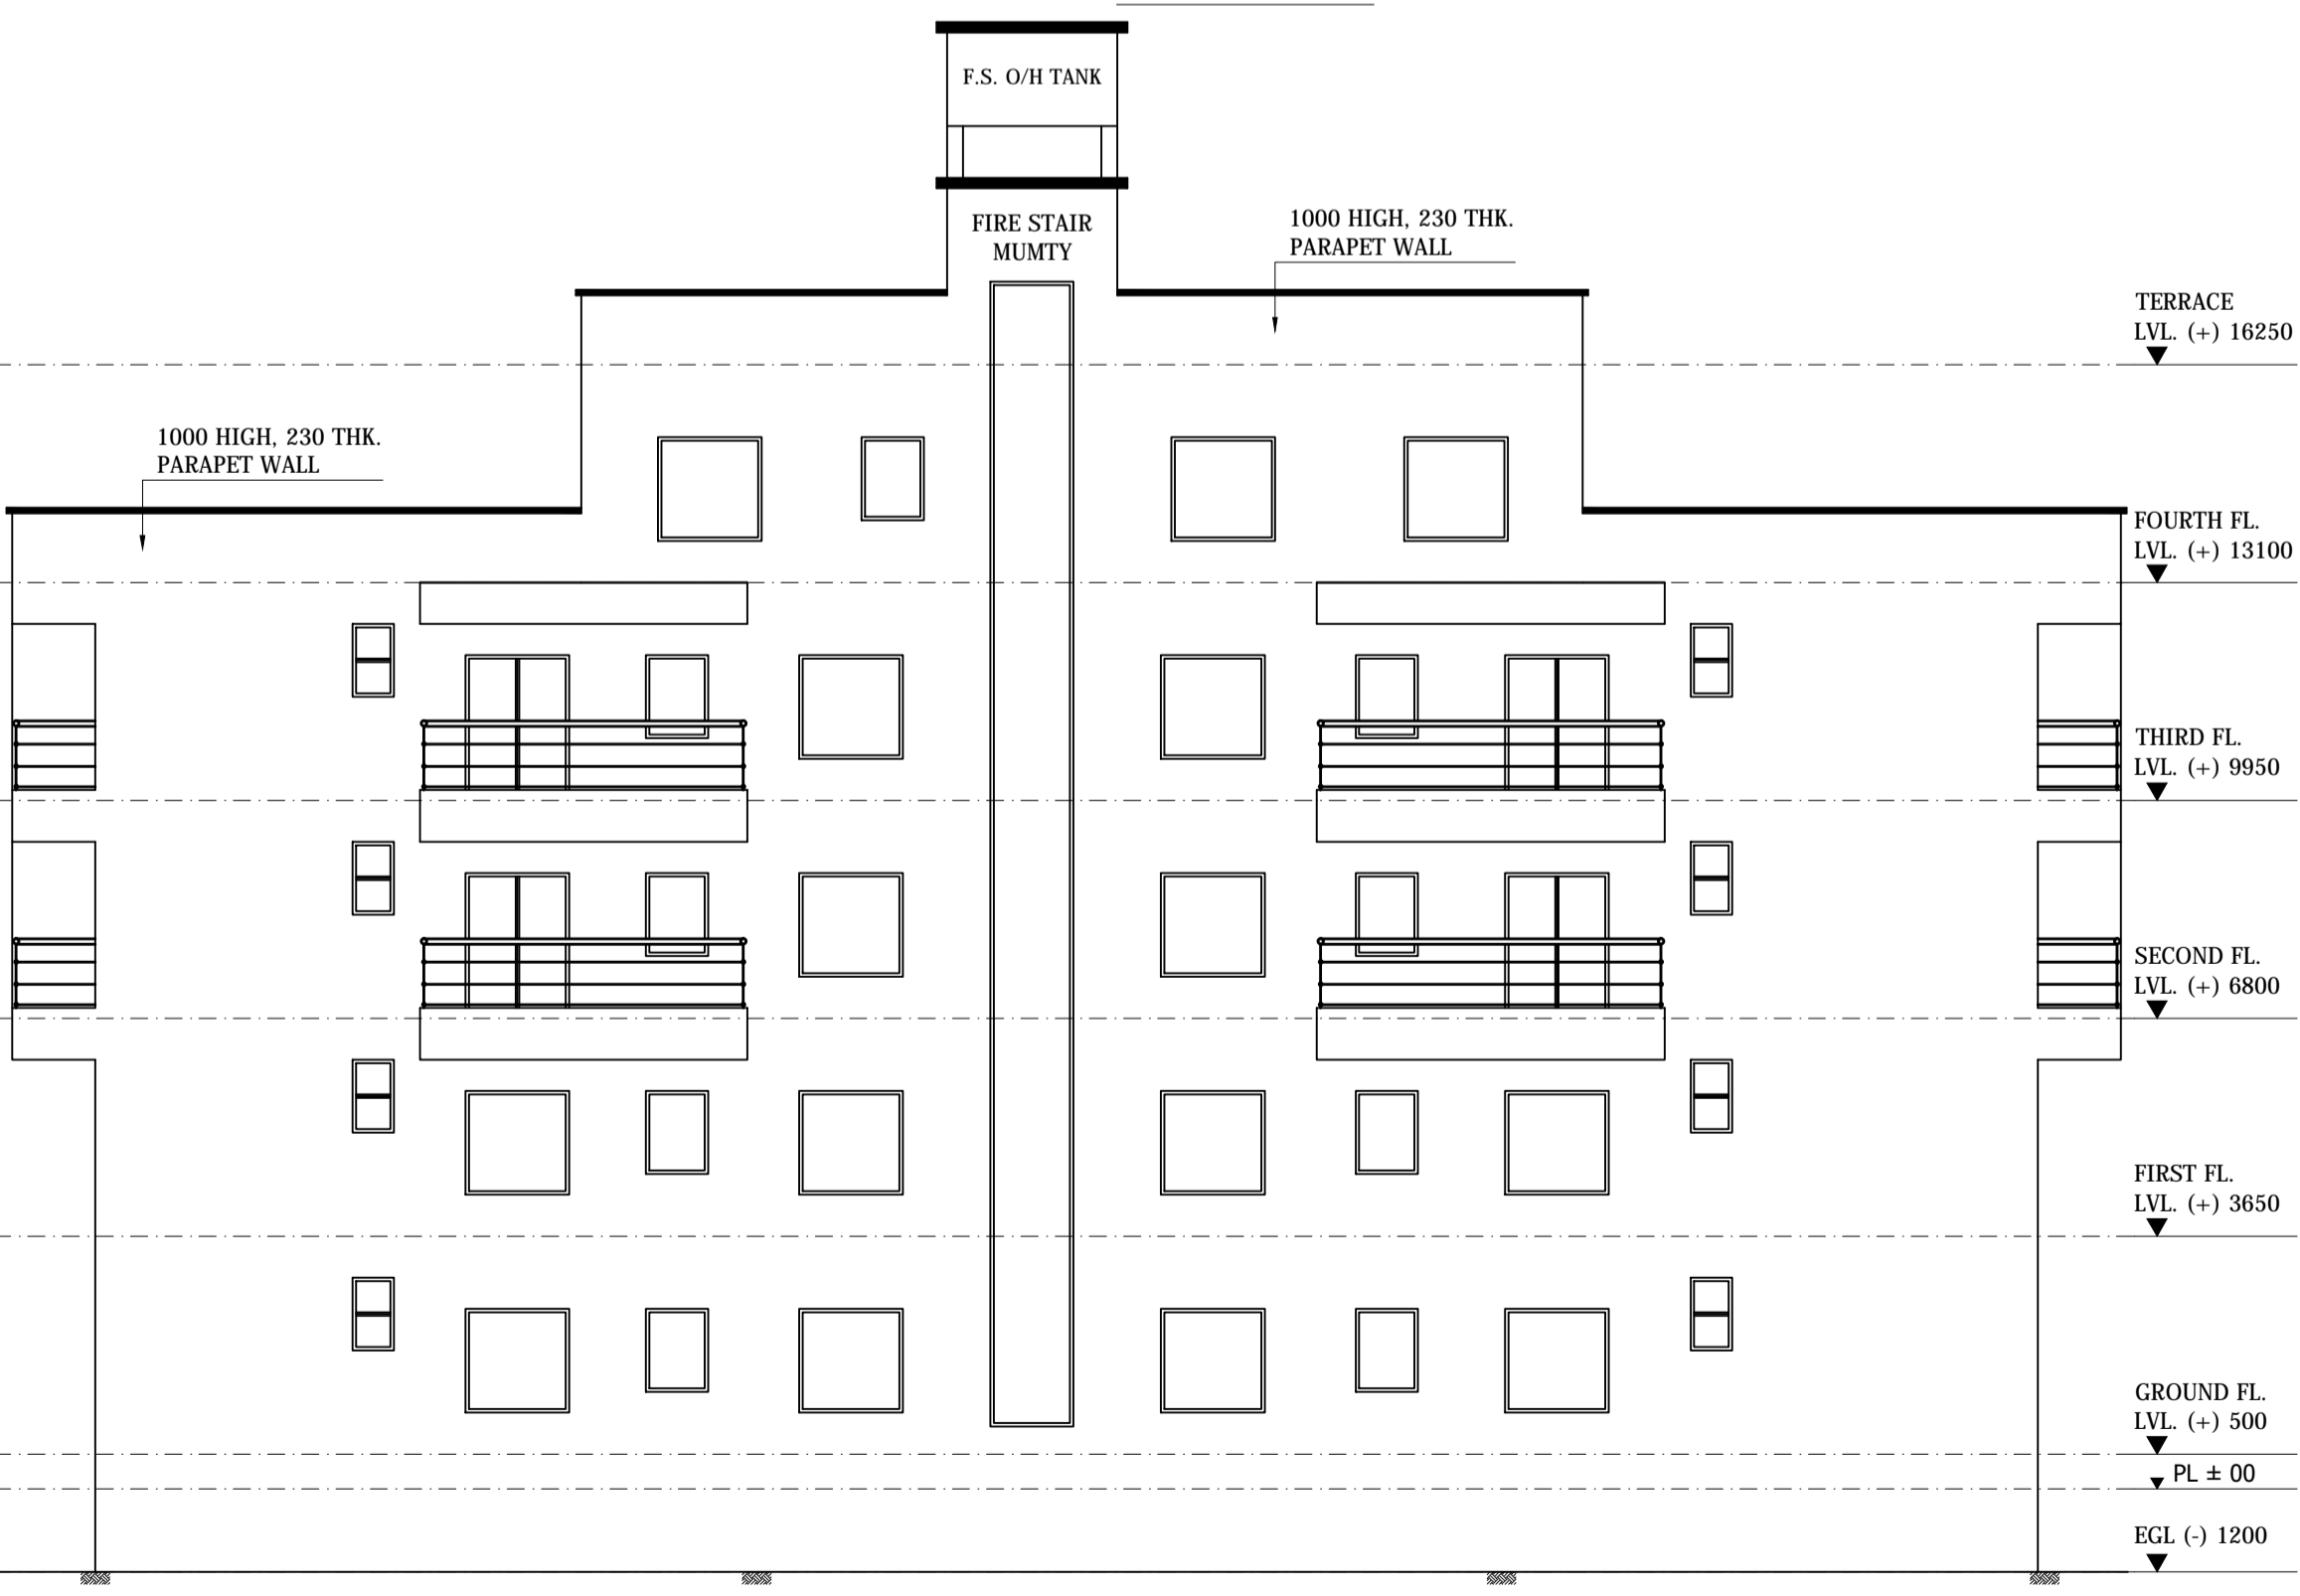 F.S. O/H TANK
FIRE STAIR
MUMTY
1000 HIGH, 230 THK.
PARAPET WALL
TERRACE
LVL. (+) 16250
1000 HIGH, 230 THK.
PARAPET WALL
FOURTH FL.
LVL. (+) 13100
THIRD FL.
LVL. (+) 9950
SECOND FL.
LVL. (+) 6800
FIRST FL.
LVL. (+) 3650
GROUND FL.
LVL. (+) 500
PL ± 00
EGL (-) 1200